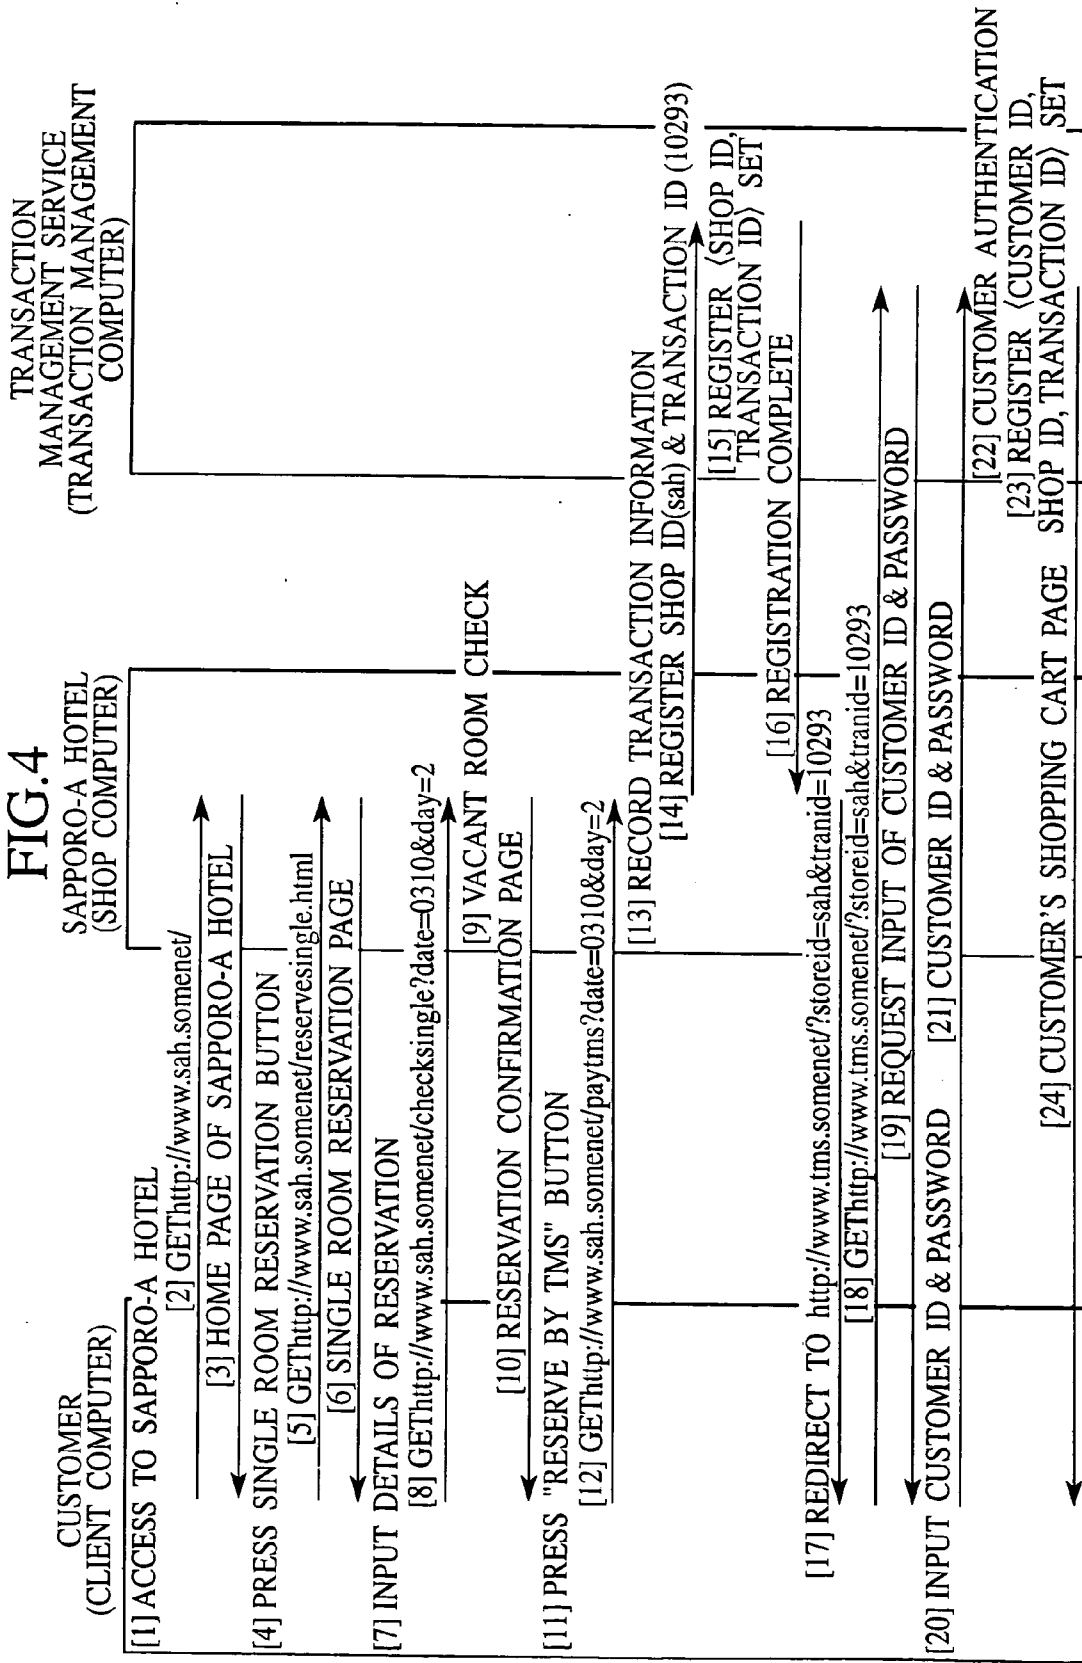 FIG.4
CUSTOMER
(CLIENT COMPUTER)
SAPPORO-A HOTEL
(SHOP COMPUTER)
TRANSACTION
MANAGEMENT SERVICE
(TRANSACTION MANAGEMENT
COMPUTER)
[1] ACCESS TO SAPPORO-A HOTEL
[2] GEThttp://www.sah.somenet/
[3] HOME PAGE OF SAPPORO-A HOTEL
[4] PRESS SINGLE ROOM RESERVATION BUTTON
[5] GEThttp://www.sah.somenet/reservesingle.html
[6] SINGLE ROOM RESERVATION PAGE
[7] INPUT DETAILS OF RESERVATION
[8] GEThttp://www.sah.somenet/checksingle?date=0310&day=2
[9] VACANT ROOM CHECK
[10] RESERVATION CONFIRMATION PAGE
[11] PRESS "RESERVE BY TMS" BUTTON
[12] GEThttp://www.sah.somenet/paytms?date=0310&day=2
[13] RECORD TRANSACTION INFORMATION
[14] REGISTER SHOP ID(sah) & TRANSACTION ID (10293)
[15] REGISTER 〈SHOP ID,
TRANSACTION ID〉 SET
[16] REGISTRATION COMPLETE
[17] REDIRECT TO http://www.tms.somenet/?storeid=sah&tranid=10293
[18] GEThttp://www.tms.somenet/?storeid=sah&tranid=10293
[19] REQUEST INPUT OF CUSTOMER ID & PASSWORD
[20] INPUT CUSTOMER ID & PASSWORD
[21] CUSTOMER ID & PASSWORD
[22] CUSTOMER AUTHENTICATION
[23] REGISTER 〈CUSTOMER ID,
SHOP ID, TRANSACTION ID〉 SET
[24] CUSTOMER'S SHOPPING CART PAGE